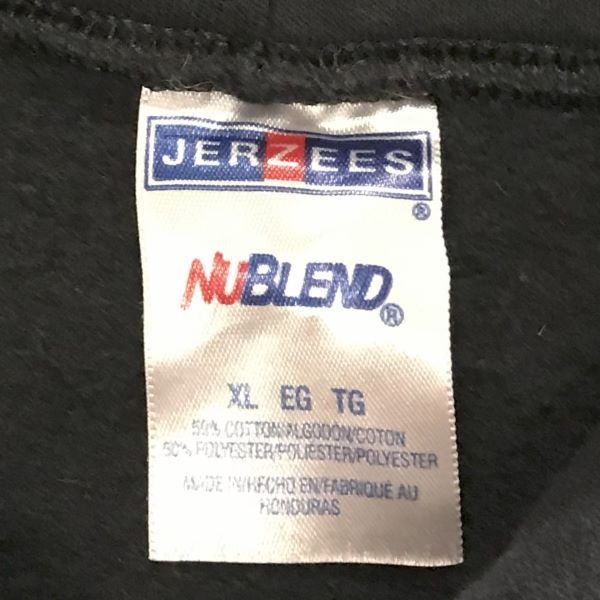 JERZEES
®
NUBLEND®
XL EG TG
50% COTTON/ALGODON/COTON
50% POLYESTER/POLIESTER/POLYESTER
MADE IN/HECHO EN/FABRIQUE AU
HONDURAS